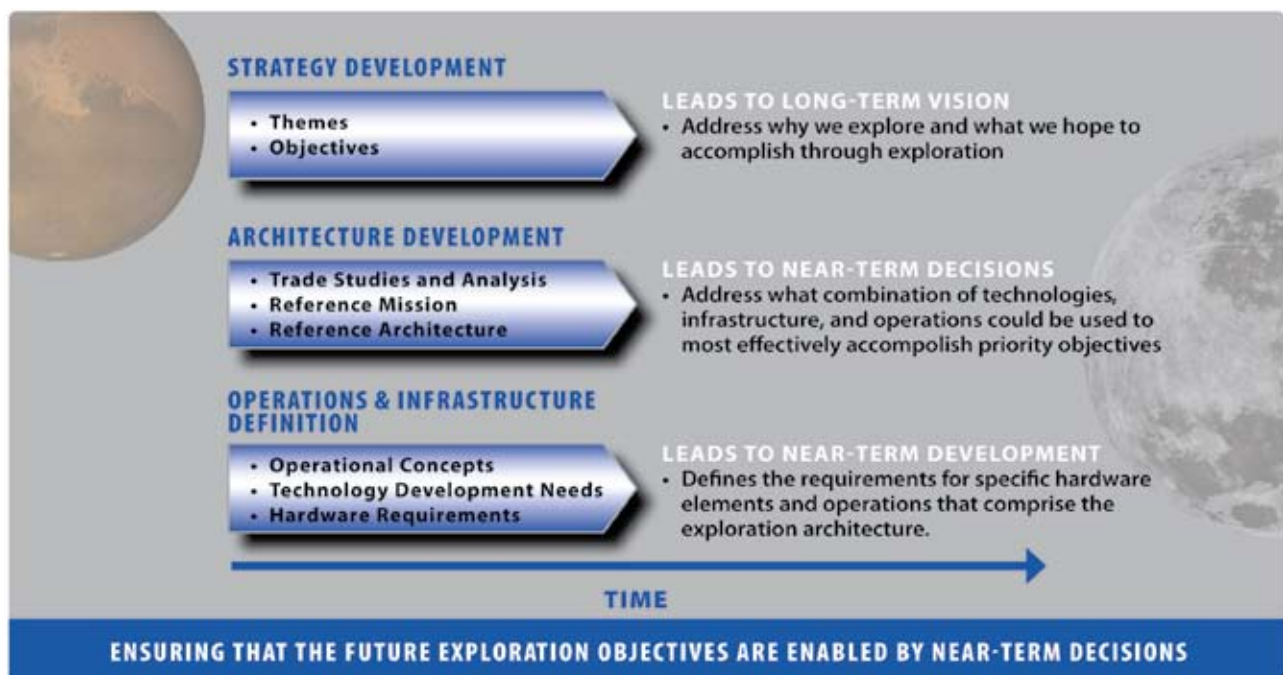 STRATEGY DEVELOPMENT
• Themes
• Objectives
LEADS TO LONG-TERM VISION
• Address why we explore and what we hope to
accomplish through exploration
ARCHITECTURE DEVELOPMENT
• Trade Studies and Analysis
• Reference Mission
• Reference Architecture
LEADS TO NEAR-TERM DECISIONS
• Address what combination of technologies,
infrastructure, and operations could be used to
most effectively accompolish priority objectives
OPERATIONS & INFRASTRUCTURE
DEFINITION
• Operational Concepts
• Technology Development Needs
• Hardware Requirements
LEADS TO NEAR-TERM DEVELOPMENT
• Defines the requirements for specific hardware
elements and operations that comprise the
exploration architecture.
TIME
ENSURING THAT THE FUTURE EXPLORATION OBJECTIVES ARE ENABLED BY NEAR-TERM DECISIONS